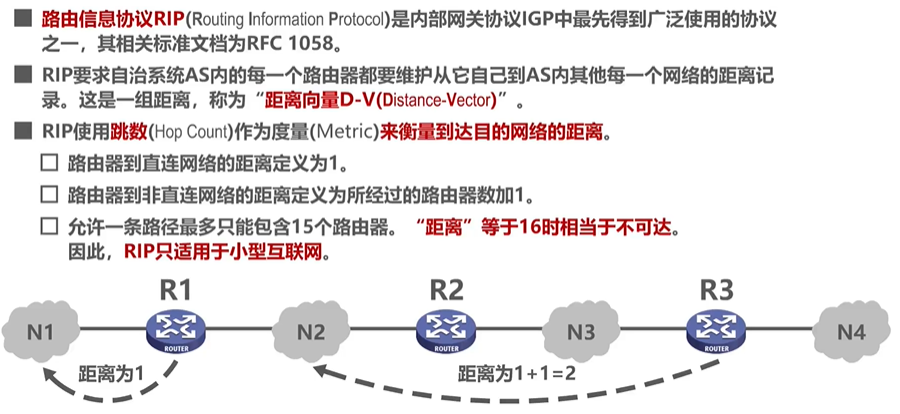 ■ 路由信息协议RIP(Routing Information Protocol)是内部网关协议IGP中最先得到广泛使用的协议
之一，其相关标准文档为RFC 1058。
■ RIP要求自治系统AS内的每一个路由器都要维护从它自己到AS内其他每一个网络的距离记
录。这是一组距离，称为“距离向量D-V(Distance-Vector)”。
■ RIP使用跳数(Hop Count)作为度量(Metric)来衡量到达目的网络的距离。
□ 路由器到直连网络的距离定义为1。
□ 路由器到非直连网络的距离定义为所经过的路由器数加1。
□ 允许一条路径最多只能包含15个路由器。“距离”等于16时相当于不可达。
因此，RIP只适用于小型互联网。
R1 R2 R3
N1 N2 N3 N4
ROUTER ROUTER ROUTER
距离为1 距离为1+1=2